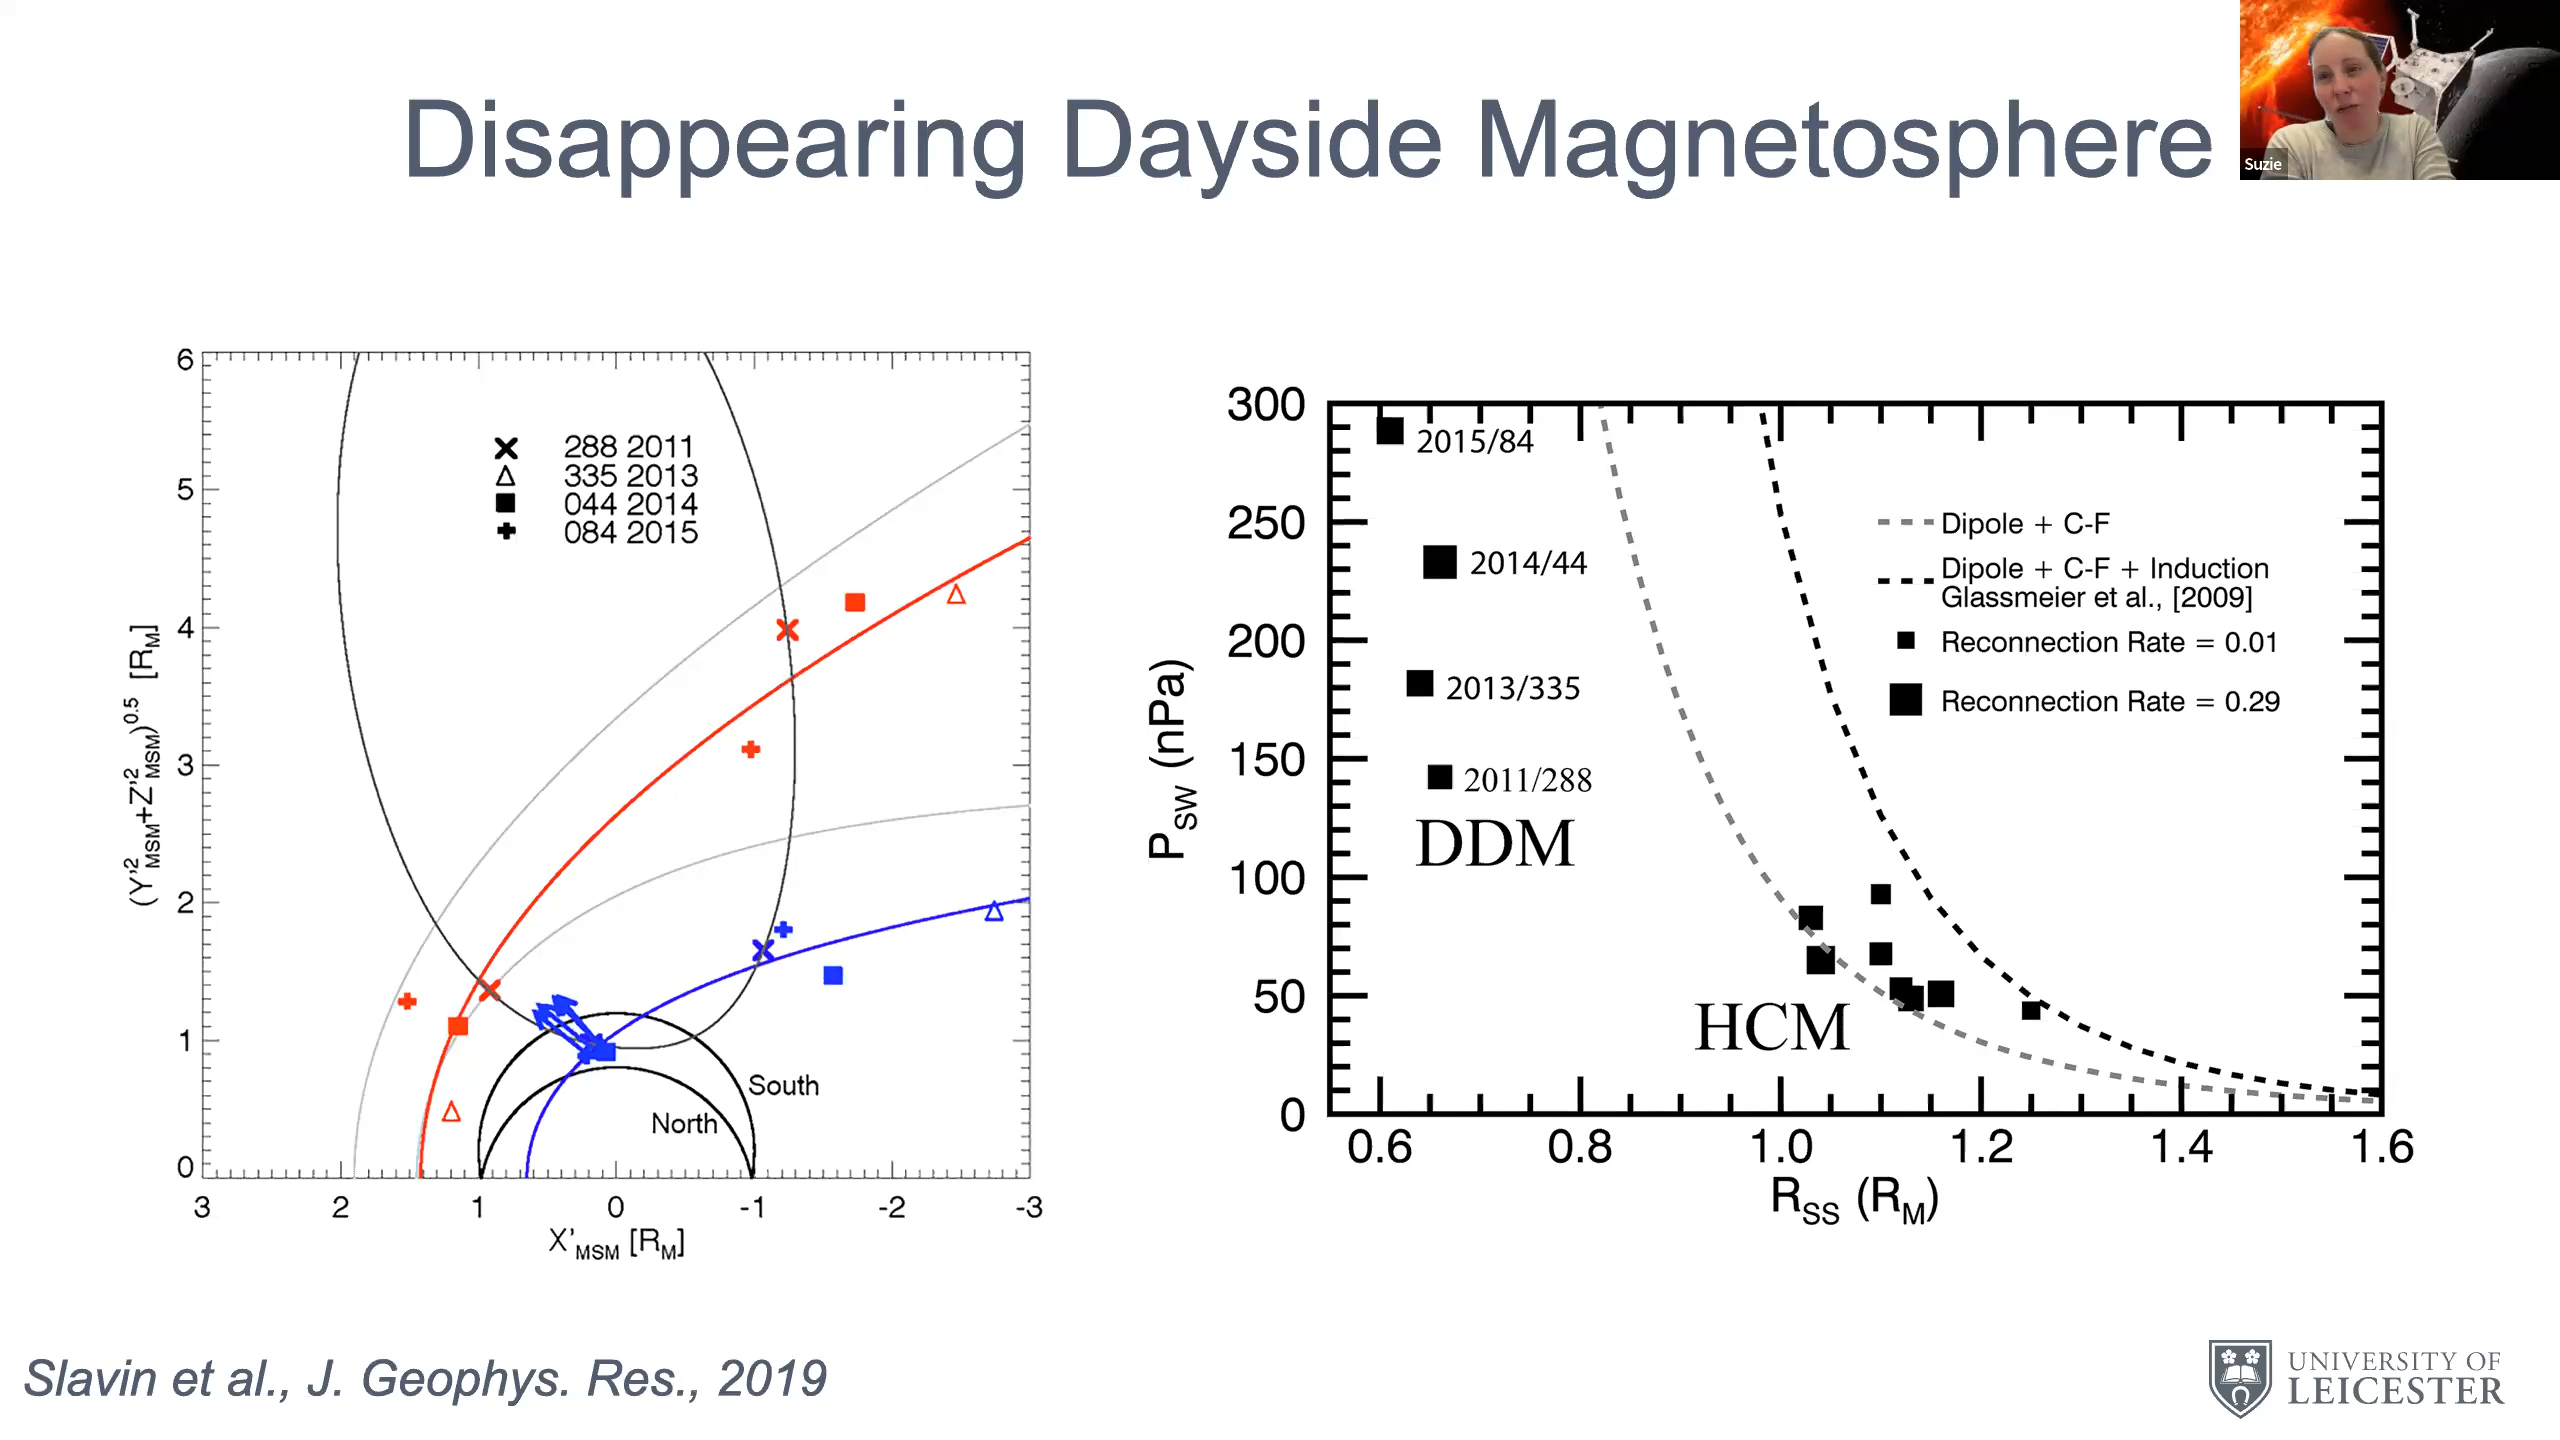 Disappearing Dayside Magnetosphere
Suzie
6
5
4
3
2
1
0
(Y'²MSM+Z'²MSM)0.5 [RM]
288 2011
335 2013
044 2014
084 2015
South
North
3 2 1 0 -1 -2 -3
X'MSM [RM]
300
250
200
150
100
50
0
PSW (nPa)
2015/84
2014/44
2013/335
2011/288
DDM
HCM
Dipole + C-F
Dipole + C-F + Induction
Glassmeier et al., [2009]
Reconnection Rate = 0.01
Reconnection Rate = 0.29
0.6 0.8 1.0 1.2 1.4 1.6
RSS (RM)
Slavin et al., J. Geophys. Res., 2019
UNIVERSITY OF
LEICESTER